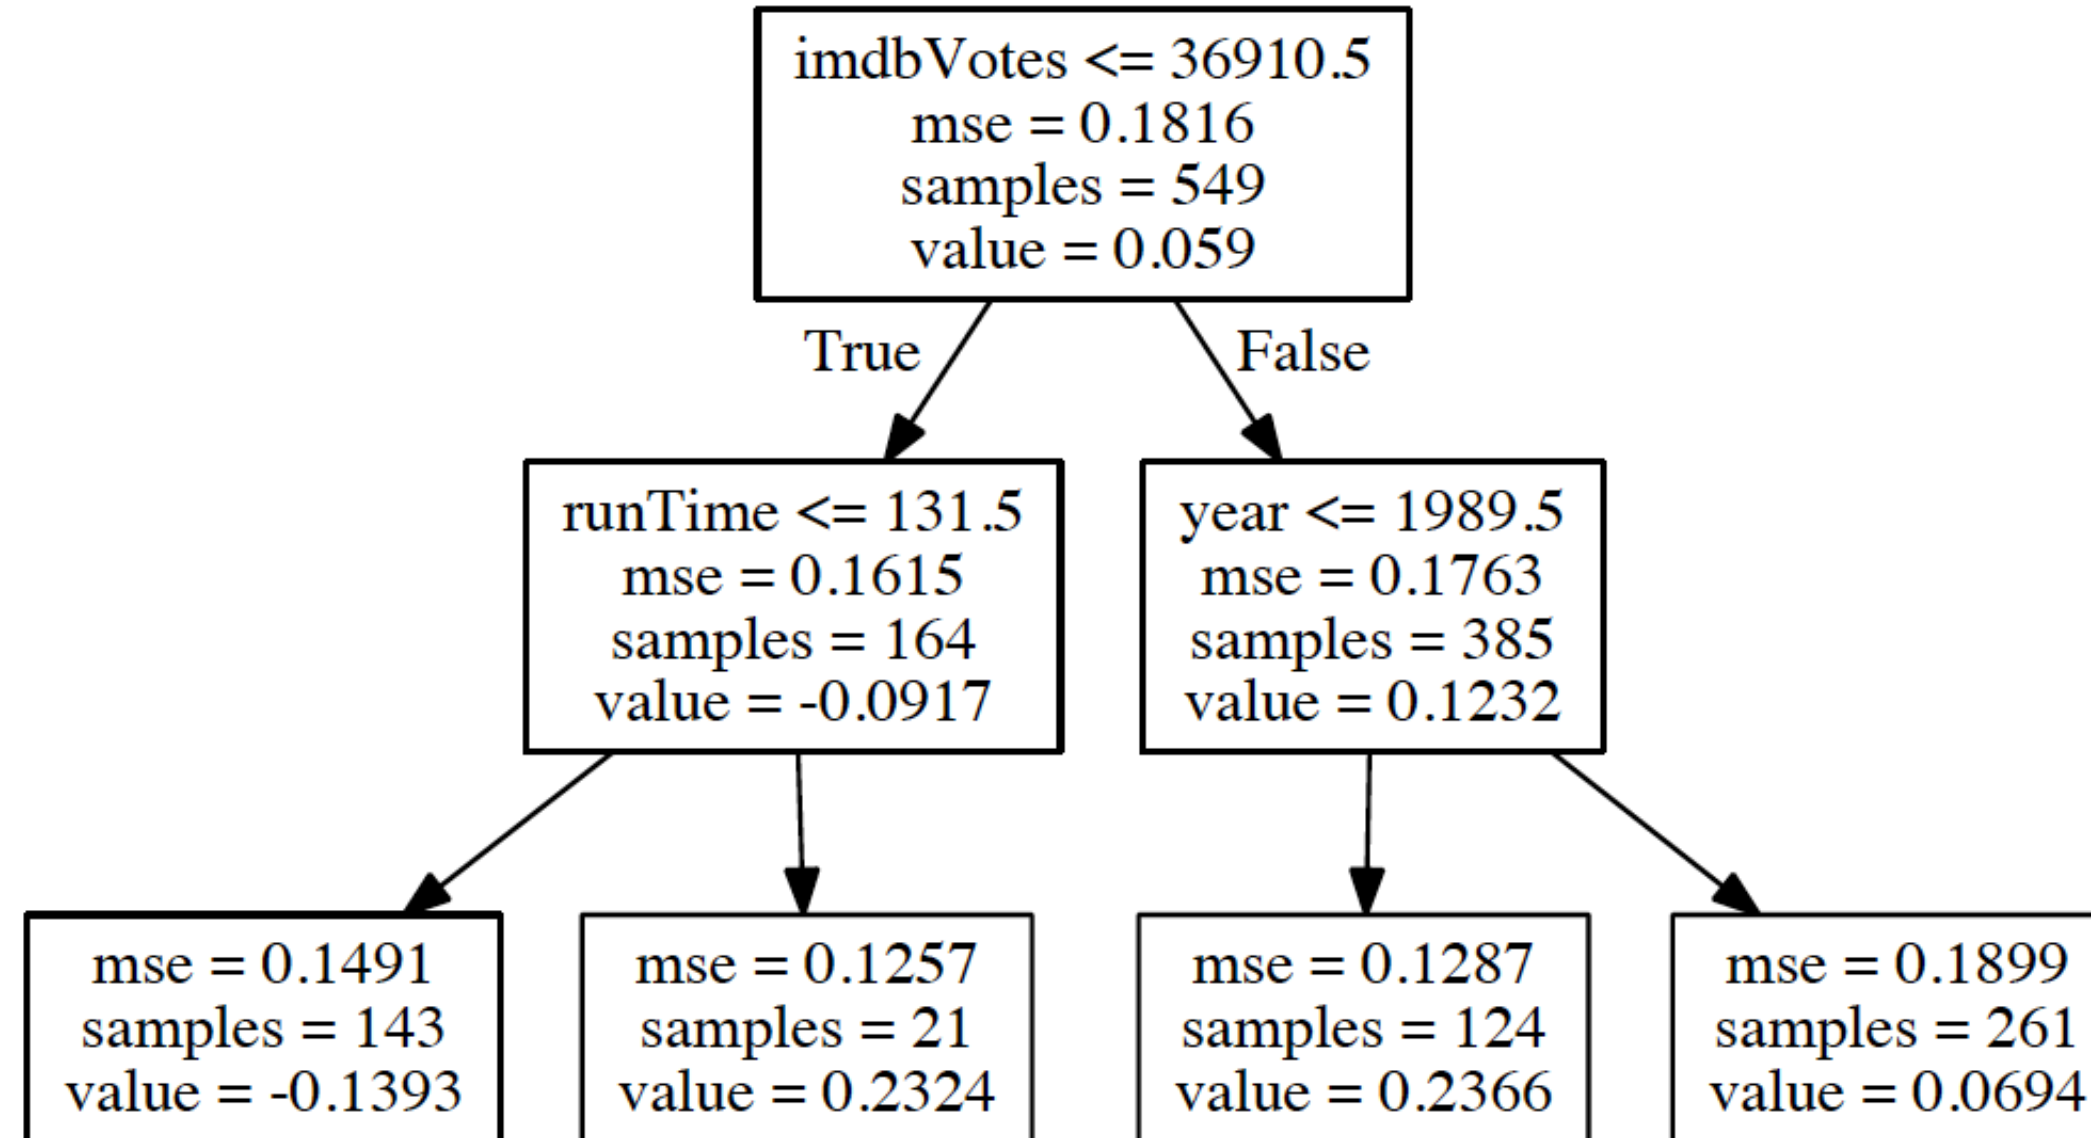 imdbVotes <= 36910.5
mse = 0.1816
samples = 549
value = 0.059
True
False
runTime <= 131.5
mse = 0.1615
samples = 164
value = -0.0917
year <= 1989.5
mse = 0.1763
samples = 385
value = 0.1232
mse = 0.1491
samples = 143
value = -0.1393
mse = 0.1257
samples = 21
value = 0.2324
mse = 0.1287
samples = 124
value = 0.2366
mse = 0.1899
samples = 261
value = 0.0694